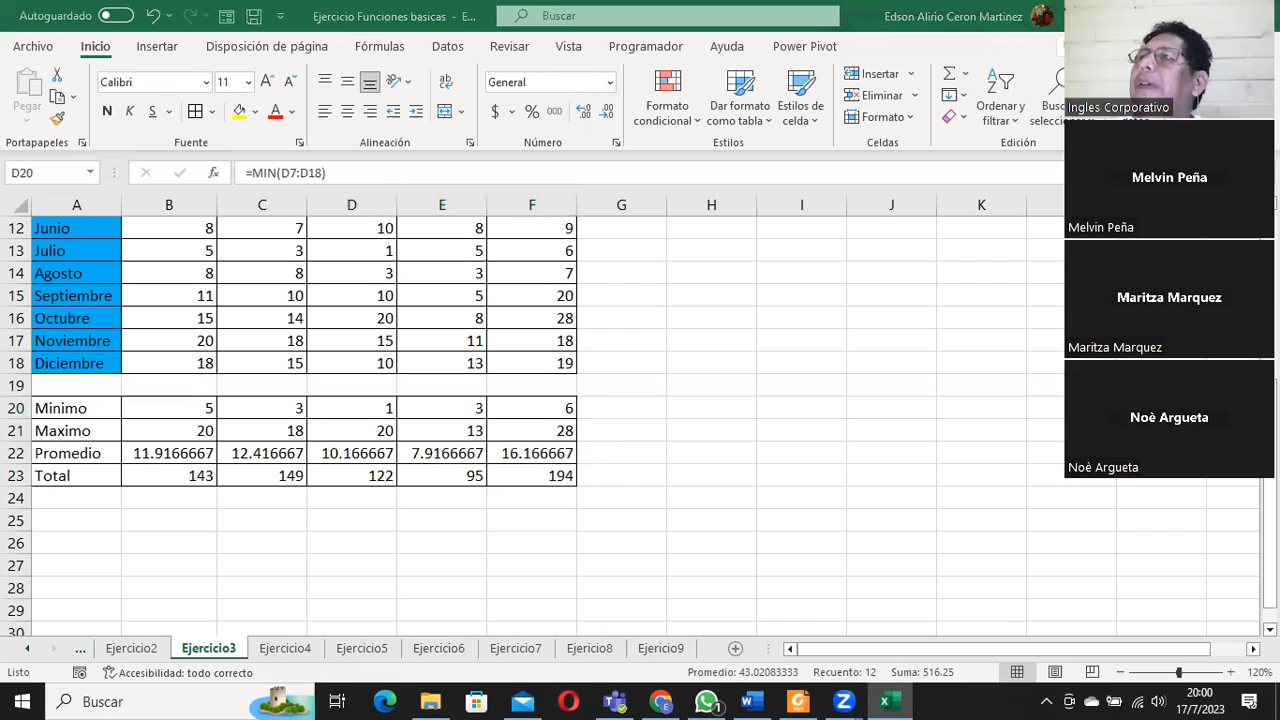 Autoguardado
Ejercicio Funciones basicas - E...
Buscar
Edson Alirio Ceron Martinez
Archivo Inicio Insertar Disposición de página Fórmulas Datos Revisar Vista Programador Ayuda Power Pivot
Pegar
Calibri 11
N K S
General
$ % 000
Formato condicional
Dar formato como tabla
Estilos de celda
Insertar
Eliminar
Formato
Ordenar y filtrar
Portapapeles Fuente Alineación Número Estilos Celdas Edición
D20 fx =MIN(D7:D18)
A B C D E F G H I J K
12 Junio 8 7 10 8 9
13 Julio 5 3 1 5 6
14 Agosto 8 8 3 3 7
15 Septiembre 11 10 10 5 20
16 Octubre 15 14 20 8 28
17 Noviembre 20 18 15 11 18
18 Diciembre 18 15 10 13 19
19
20 Minimo 5 3 1 3 6
21 Maximo 20 18 20 13 28
22 Promedio 11.9166667 12.416667 10.166667 7.9166667 16.166667
23 Total 143 149 122 95 194
24
25
26
27
28
29
30
... Ejercicio2 Ejercicio3 Ejercicio4 Ejercicio5 Ejercicio6 Ejercicio7 Ejericio8 Ejercicio9
Listo Accesibilidad: todo correcto Promedio: 43.02083333 Recuento: 12 Suma: 516.25 120%
Buscar
20:00
17/7/2023
Ingles Corporativo
Melvin Peña
Melvin Peña
Maritza Marquez
Maritza Marquez
Noè Argueta
Noè Argueta